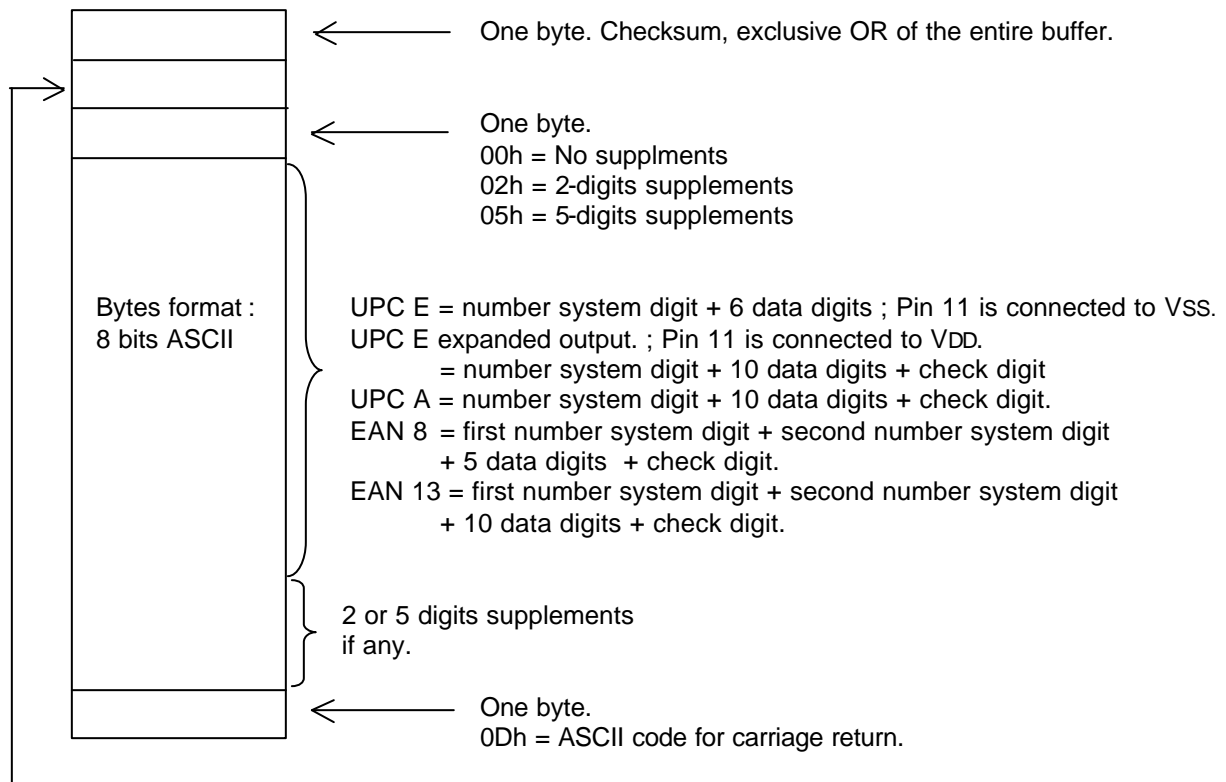 One byte. Checksum, exclusive OR of the entire buffer.
One byte.
00h = No supplments
02h = 2-digits supplements
05h = 5-digits supplements
Bytes format :
8 bits ASCII
UPC E = number system digit + 6 data digits ; Pin 11 is connected to VSS.
UPC E expanded output. ; Pin 11 is connected to VDD.
= number system digit + 10 data digits + check digit
UPC A = number system digit + 10 data digits + check digit.
EAN 8 = first number system digit + second number system digit
+ 5 data digits + check digit.
EAN 13 = first number system digit + second number system digit
+ 10 data digits + check digit.
2 or 5 digits supplements
if any.
One byte.
0Dh = ASCII code for carriage return.